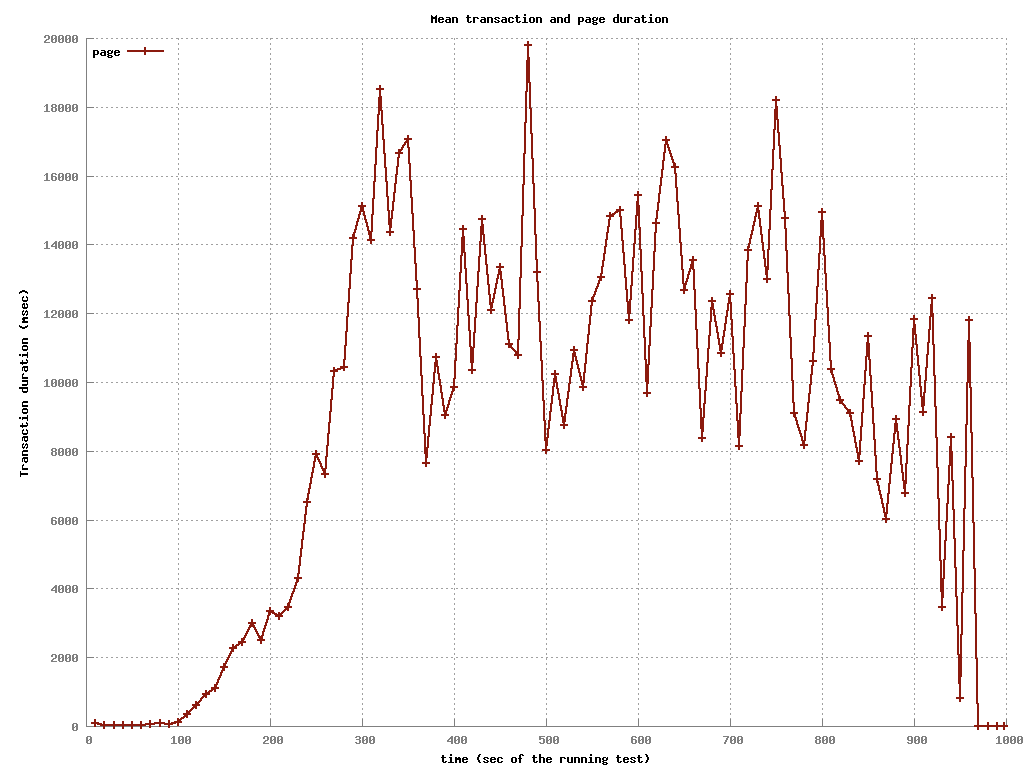 Mean transaction and page duration
page
20000
18000
16000
14000
12000
10000
8000
6000
4000
2000
0
Transaction duration (msec)
0 100 200 300 400 500 600 700 800 900 1000
time (sec of the running test)